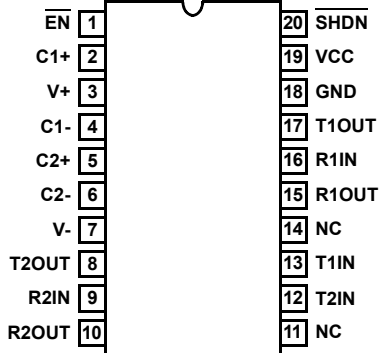 EN 1 20 SHDN
C1+ 2 19 VCC
V+ 3 18 GND
C1- 4 17 T1OUT
C2+ 5 16 R1IN
C2- 6 15 R1OUT
V- 7 14 NC
T2OUT 8 13 T1IN
R2IN 9 12 T2IN
R2OUT 10 11 NC